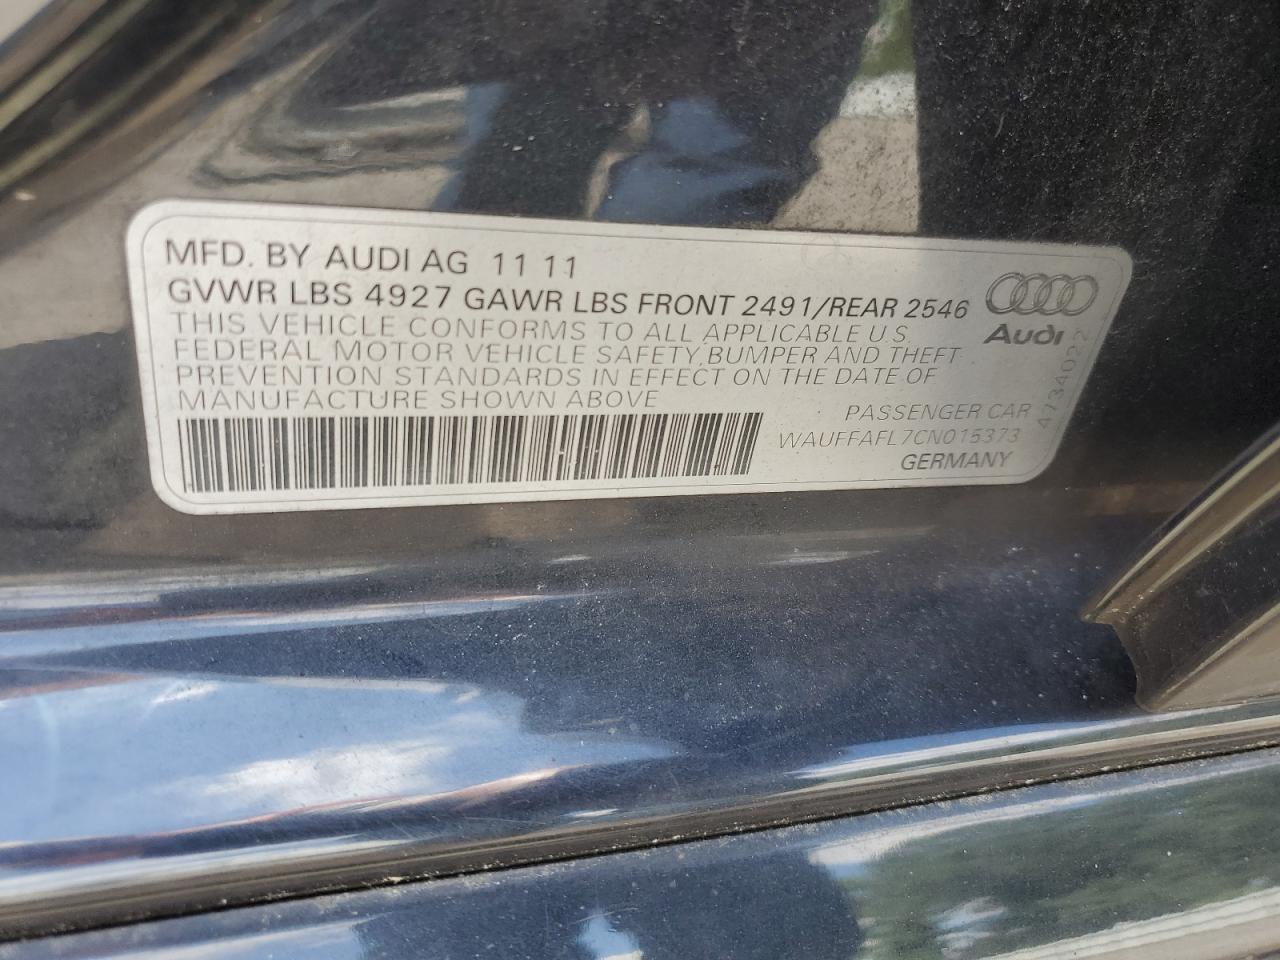 MFD. BY AUDI AG 11 11
GVWR LBS 4927 GAWR LBS FRONT 2491/REAR 2546
THIS VEHICLE CONFORMS TO ALL APPLICABLE U.S.
FEDERAL MOTOR VEHICLE SAFETY, BUMPER AND THEFT
PREVENTION STANDARDS IN EFFECT ON THE DATE OF
MANUFACTURE SHOWN ABOVE
Audi
4734022
PASSENGER CAR
WAUFFAFL7CN015373
GERMANY